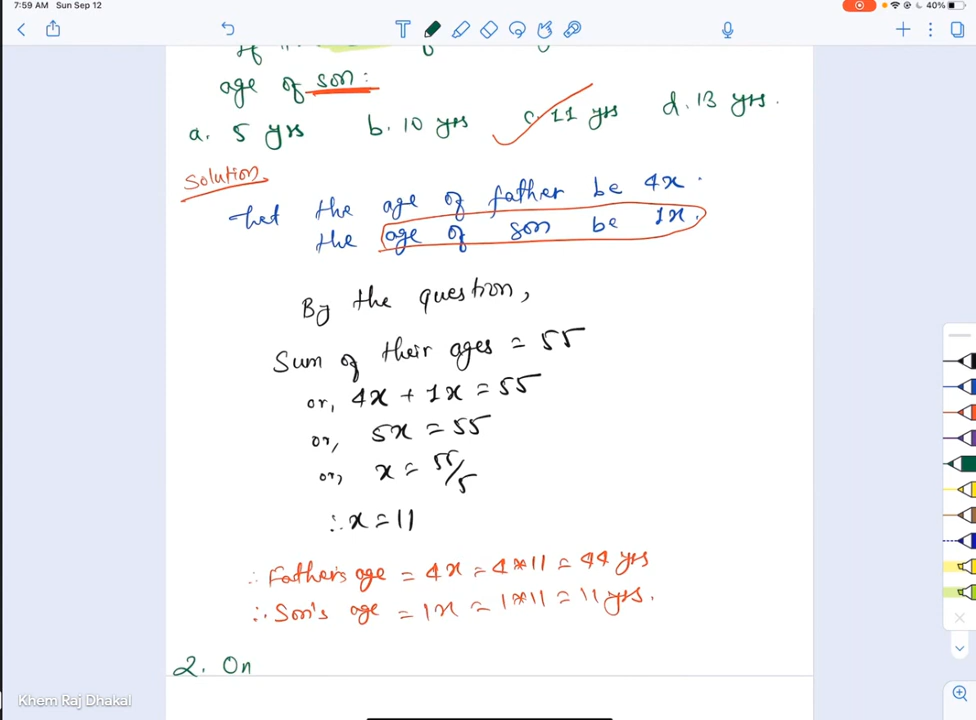 7:59 AM Sun Sep 12
40%
age of son:
a. 5 yrs b. 10 yrs c. 11 yrs d. 13 yrs.
Solution
Let the age of father be 4x.
the age of son be 1x.
By the question,
Sum of their ages = 55
or, 4x + 1x = 55
or, 5x = 55
or, x = 55/5
∴ x = 11
∴ Father's age = 4x = 4*11 = 44 yrs
∴ Son's age = 1x = 1*11 = 11 yrs.
2. On
Khem Raj Dhakal